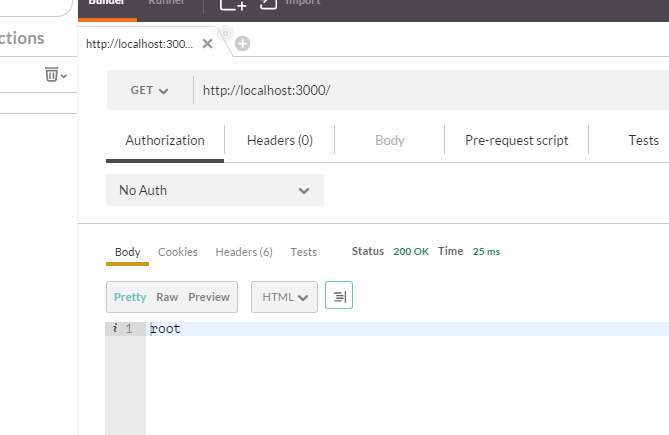 Builder Runner Import
ctions
http://localhost:300...
GET http://localhost:3000/
Authorization Headers (0) Body Pre-request script Tests
No Auth
Body Cookies Headers (6) Tests Status 200 OK Time 25 ms
Pretty Raw Preview HTML
i 1 root